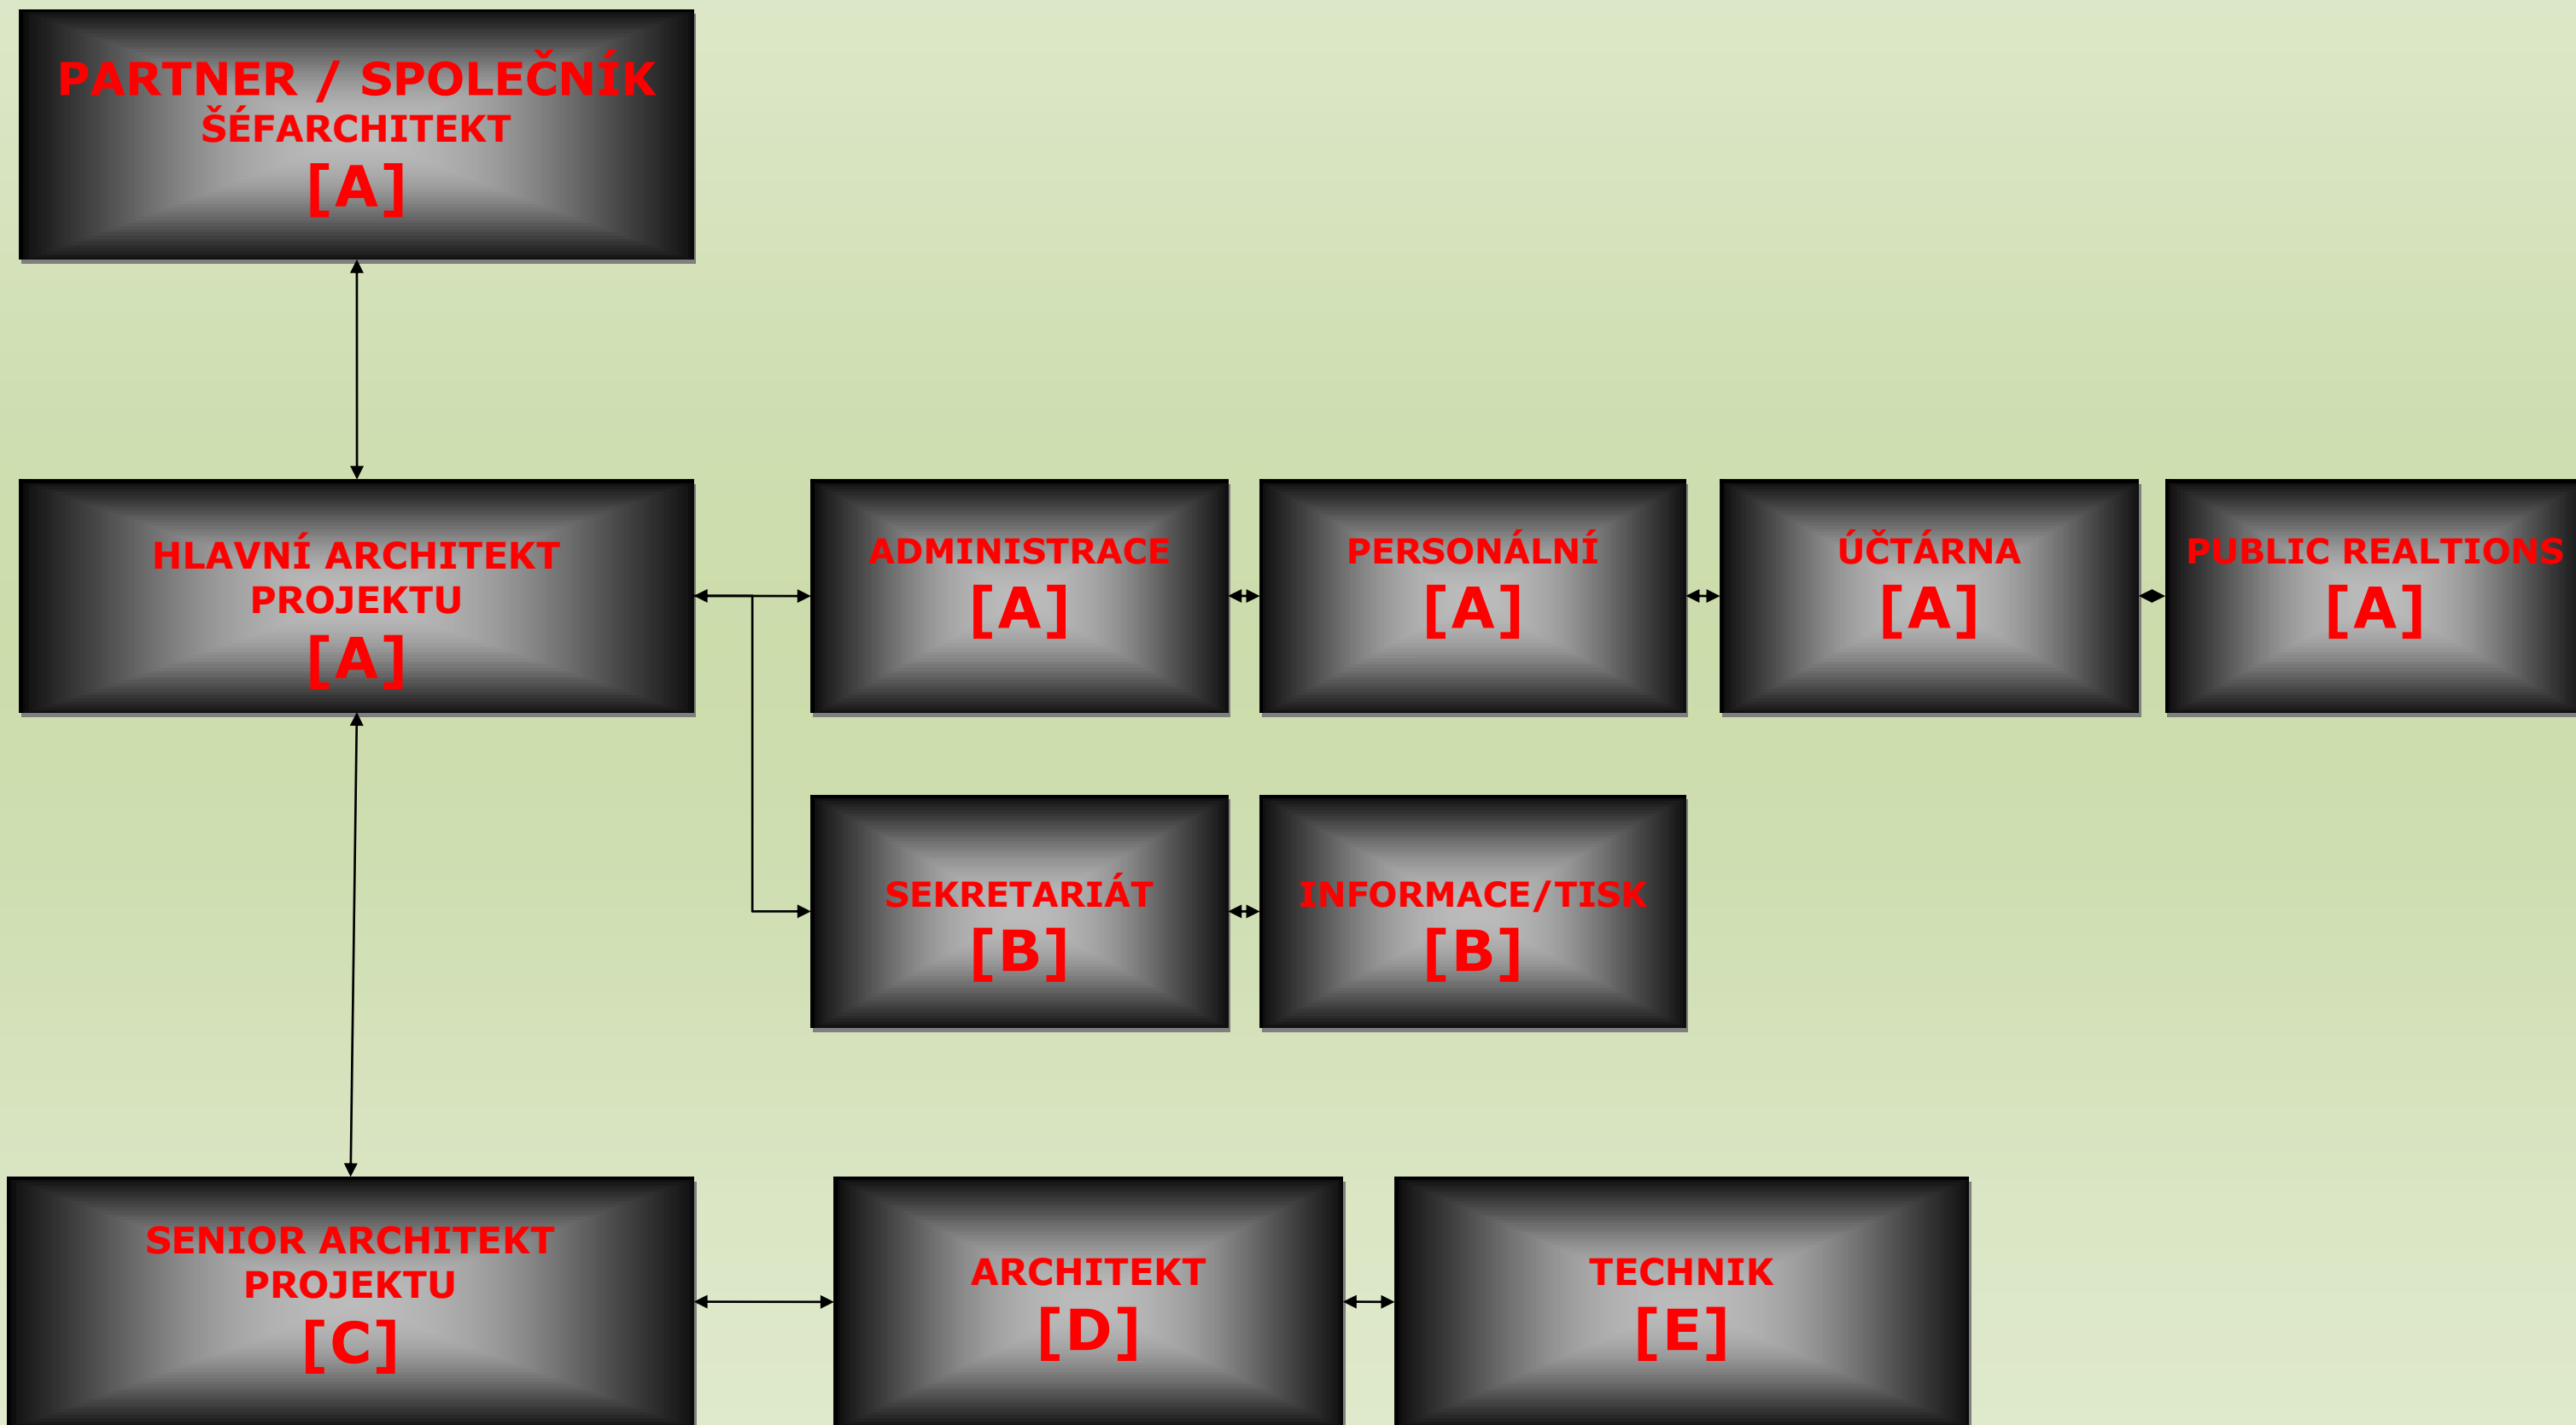 PARTNER / SPOLEČNÍK
ŠÉFARCHITEKT
[A]
HLAVNÍ ARCHITEKT
PROJEKTU
[A]
ADMINISTRACE
[A]
PERSONÁLNÍ
[A]
ÚČTÁRNA
[A]
PUBLIC REALTIONS
[A]
SEKRETARIÁT
[B]
INFORMACE/TISK
[B]
SENIOR ARCHITEKT
PROJEKTU
[C]
ARCHITEKT
[D]
TECHNIK
[E]